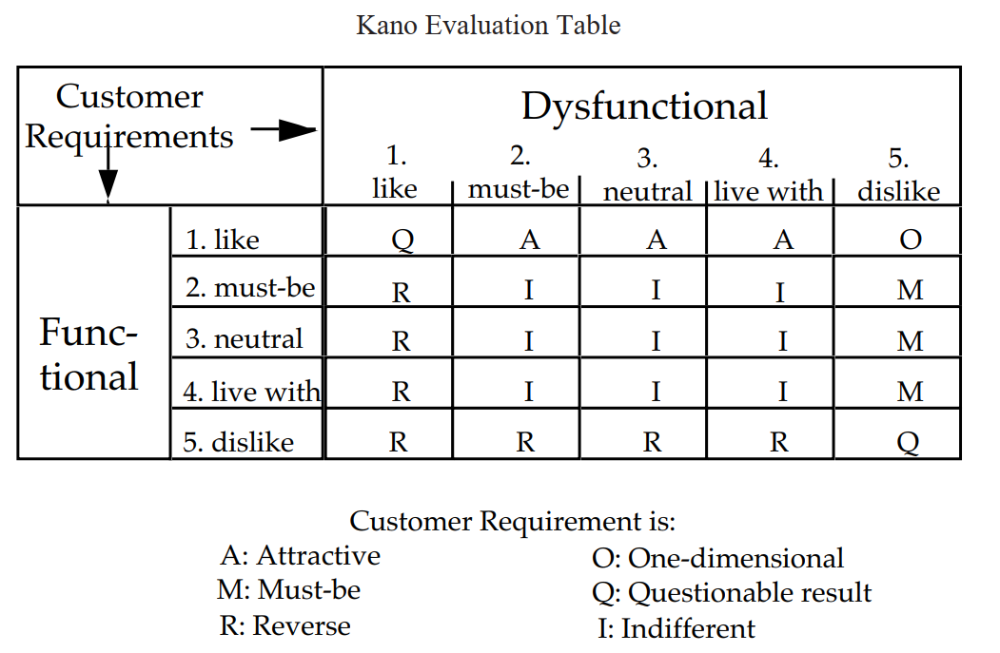 Kano Evaluation Table
Customer
Requirements
Dysfunctional
1. 2. 3. 4. 5.
like must-be neutral live with dislike
Func-
tional
1. like Q A A A O
2. must-be R I I I M
3. neutral R I I I M
4. live with R I I I M
5. dislike R R R R Q
Customer Requirement is:
A: Attractive O: One-dimensional
M: Must-be Q: Questionable result
R: Reverse I: Indifferent